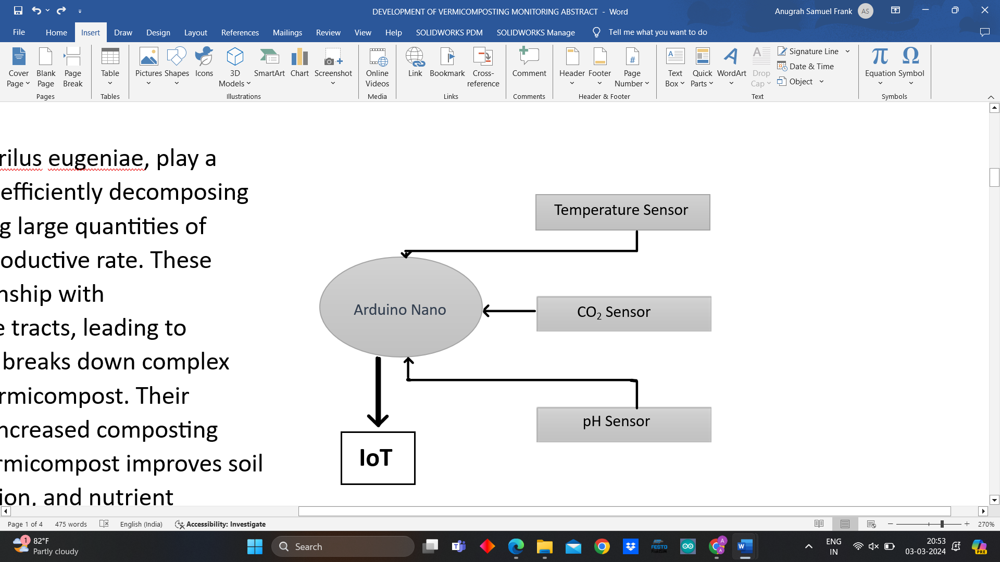 DEVELOPMENT OF VERMICOMPOSTING MONITORING ABSTRACT - Word
Anugrah Samuel Frank
AS
File Home Insert Draw Design Layout References Mailings Review View Help SOLIDWORKS PDM SOLIDWORKS Manage Tell me what you want to do
Cover Page
Blank Page
Page Break
Pages
Table
Tables
Pictures
Shapes
Icons
3D Models
SmartArt
Chart
Screenshot
Illustrations
Online Videos
Media
Link
Bookmark
Cross-reference
Links
Comment
Comments
Header
Footer
Page Number
Header & Footer
Text Box
Quick Parts
WordArt
Drop Cap
Signature Line
Date & Time
Object
Text
Equation
Symbol
Symbols
rilus eugeniae, play a
efficiently decomposing
g large quantities of
oductive rate. These
nship with
e tracts, leading to
breaks down complex
rmicompost. Their
ncreased composting
rmicompost improves soil
ion, and nutrient
Temperature Sensor
Arduino Nano
CO₂ Sensor
pH Sensor
IoT
Page 1 of 4 475 words English (India) Accessibility: Investigate 270%
1
82°F
Partly cloudy
Search
FESTO
ENG
IN
20:53
03-03-2024
PRE